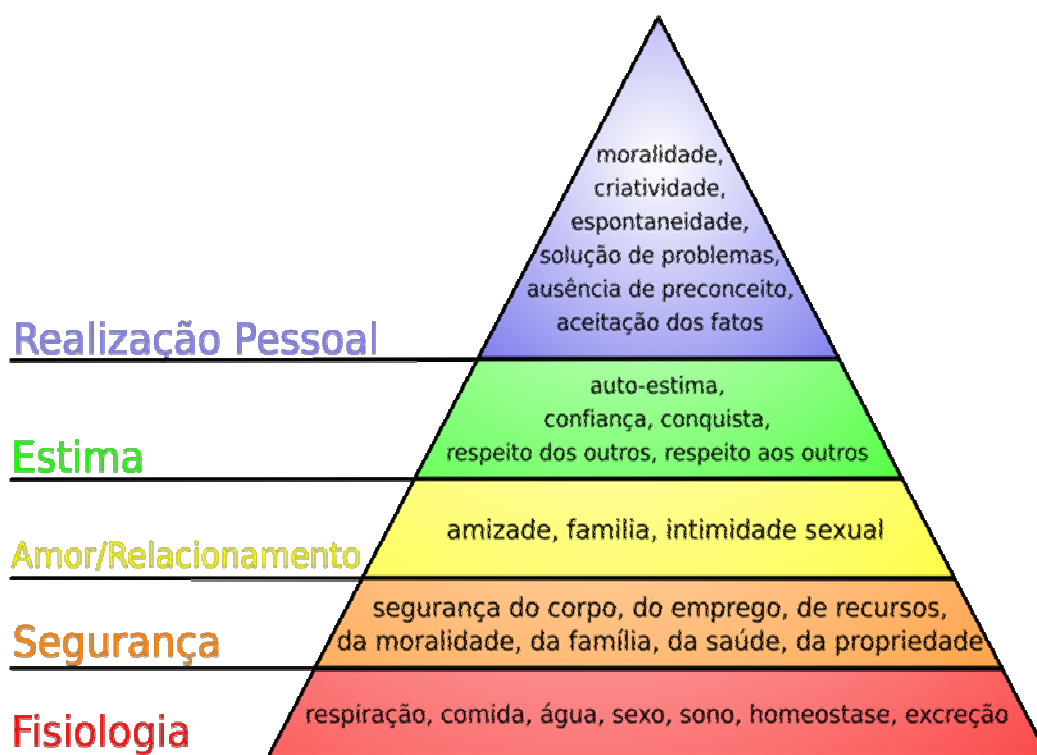 moralidade,
criatividade,
espontaneidade,
solução de problemas,
ausência de preconceito,
aceitação dos fatos
Realização Pessoal
auto-estima,
confiança, conquista,
respeito dos outros, respeito aos outros
Estima
amizade, familia, intimidade sexual
Amor/Relacionamento
segurança do corpo, do emprego, de recursos,
da moralidade, da família, da saúde, da propriedade
Segurança
respiração, comida, água, sexo, sono, homeostase, excreção
Fisiologia